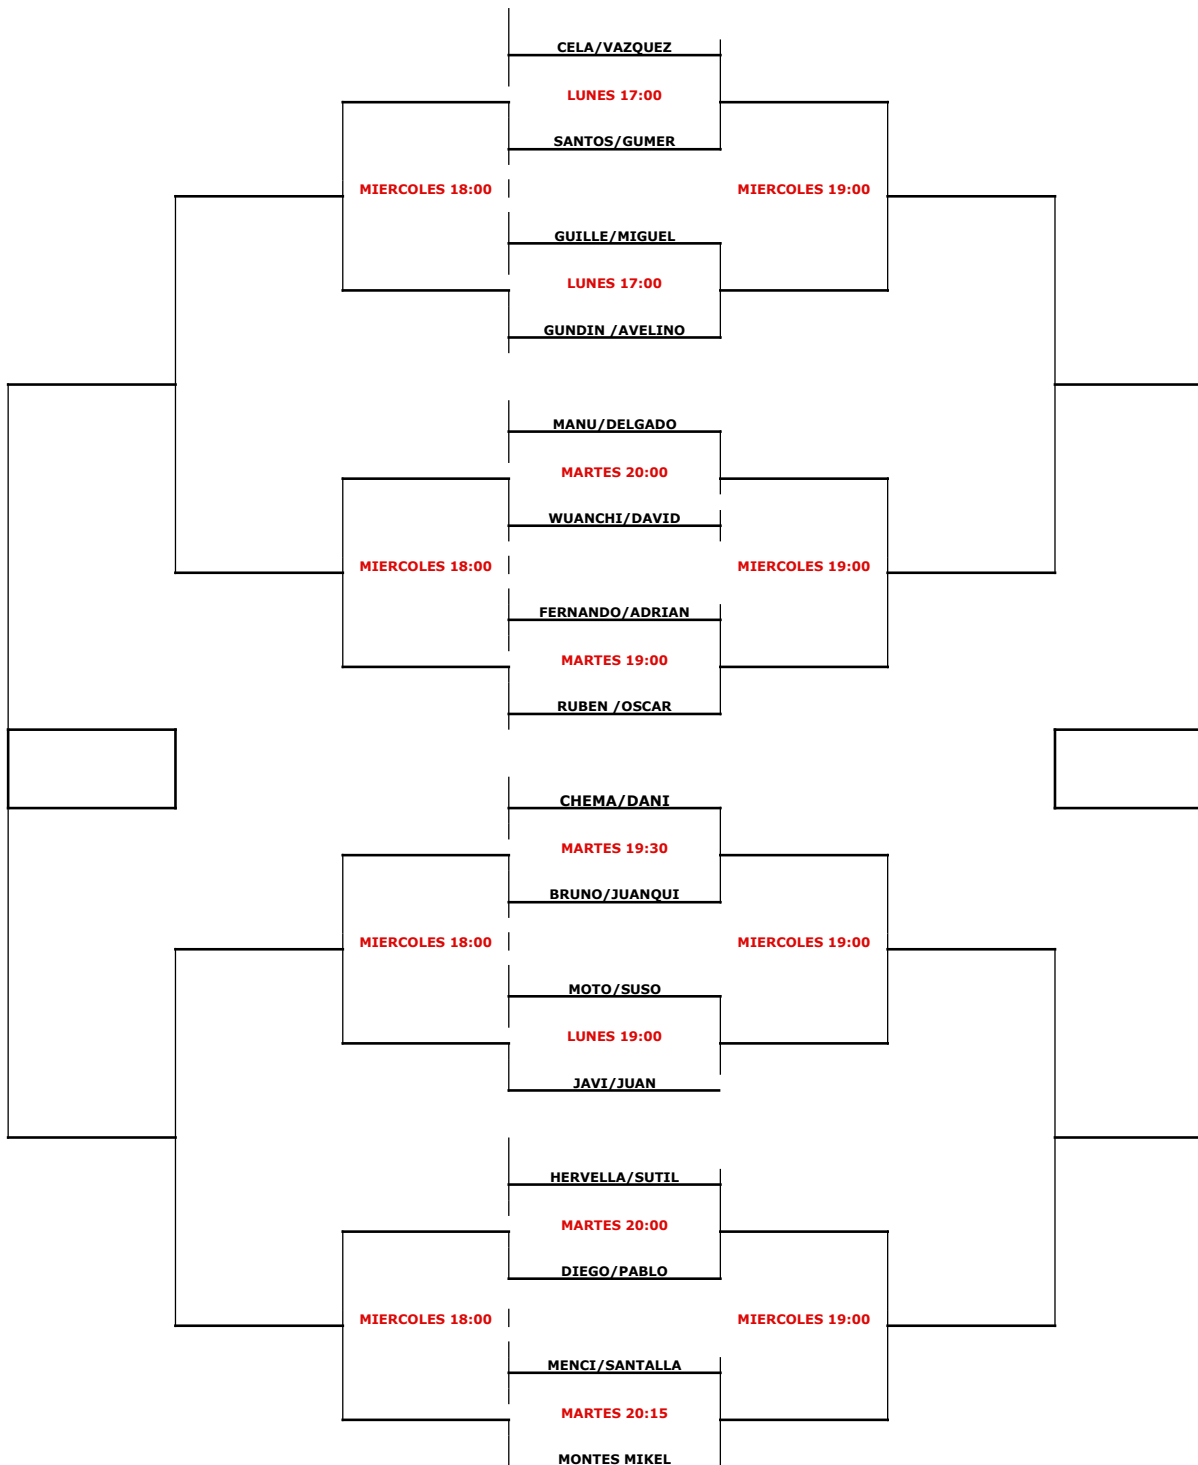 CELA/VAZQUEZ
LUNES 17:00
SANTOS/GUMER
MIERCOLES 18:00
MIERCOLES 19:00
GUILLE/MIGUEL
LUNES 17:00
GUNDIN /AVELINO
MANU/DELGADO
MARTES 20:00
WUANCHI/DAVID
MIERCOLES 18:00
MIERCOLES 19:00
FERNANDO/ADRIAN
MARTES 19:00
RUBEN /OSCAR
CHEMA/DANI
MARTES 19:30
BRUNO/JUANQUI
MIERCOLES 18:00
MIERCOLES 19:00
MOTO/SUSO
LUNES 19:00
JAVI/JUAN
HERVELLA/SUTIL
MARTES 20:00
DIEGO/PABLO
MIERCOLES 18:00
MIERCOLES 19:00
MENCI/SANTALLA
MARTES 20:15
MONTES MIKEL